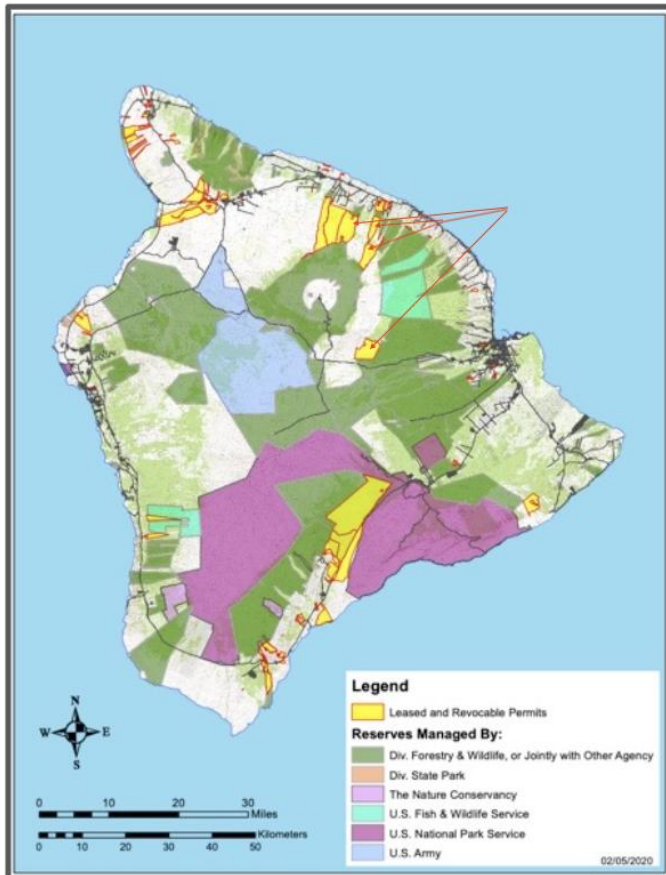 Legend
Leased and Revocable Permits
Reserves Managed By:
Div. Forestry & Wildlife, or Jointly with Other Agency
Div. State Park
The Nature Conservancy
U.S. Fish & Wildlife Service
U.S. National Park Service
U.S. Army
02/05/2020
N
W E
S
0 10 20 30
Miles
Kilometers
0 10 20 30 40 50